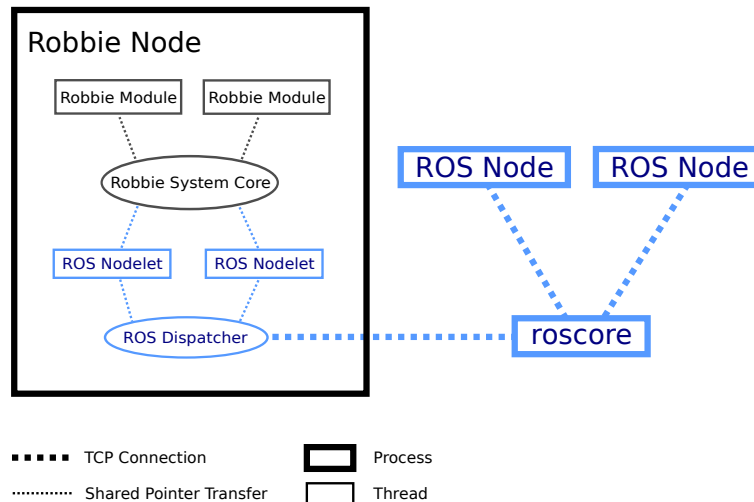 Robbie Node
Robbie Module
Robbie Module
Robbie System Core
ROS Node
ROS Node
ROS Nodelet
ROS Nodelet
ROS Dispatcher
roscore
TCP Connection
Process
Shared Pointer Transfer
Thread